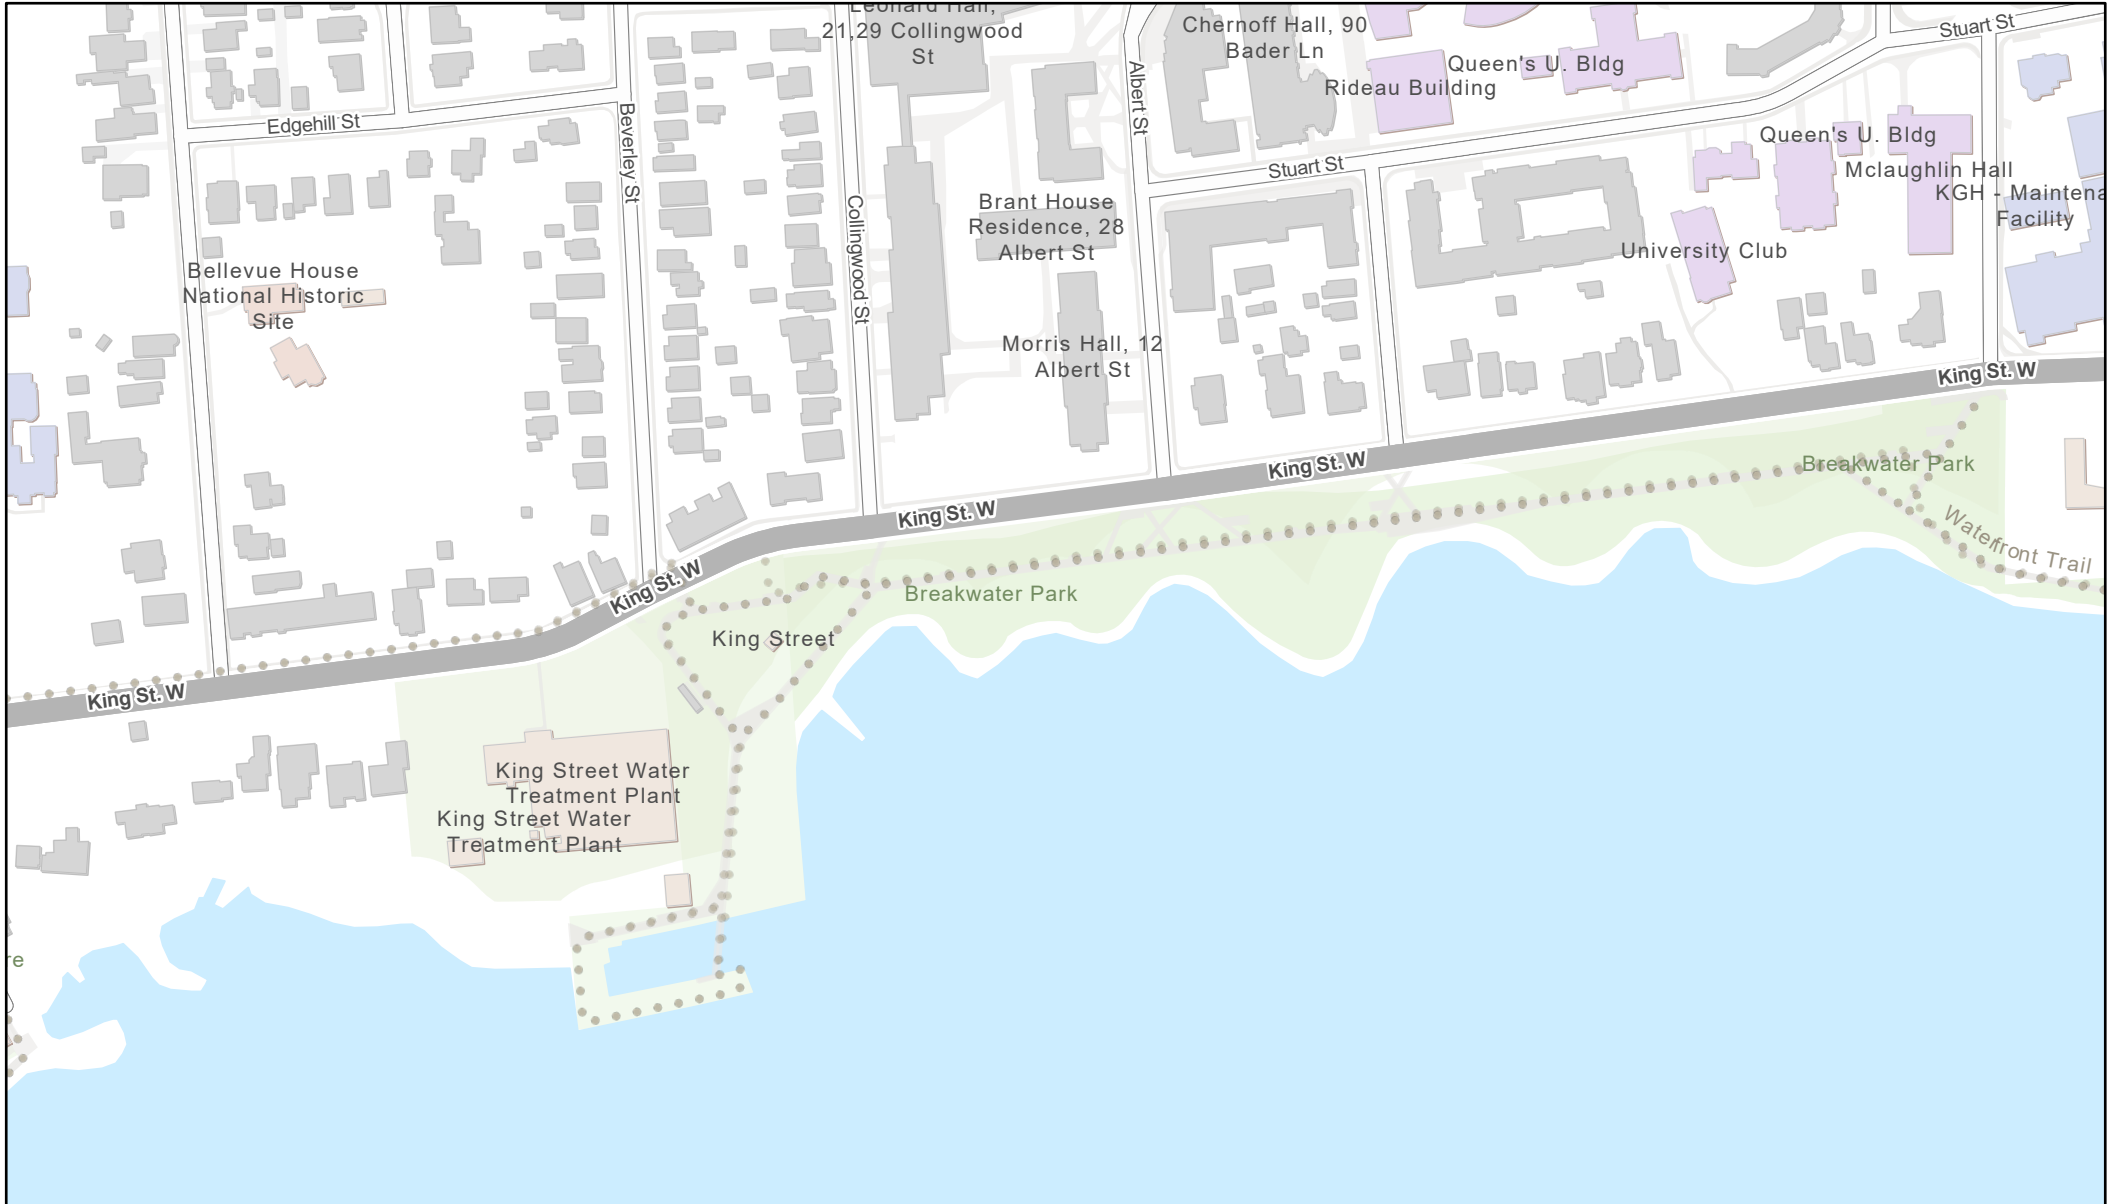 Leonard Hall,
21,29 Collingwood
St
Chernoff Hall, 90
Bader Ln
Stuart St
Queen's U. Bldg
Rideau Building
Edgehill St
Beverley St
Albert St
Queen's U. Bldg
Stuart St
Mclaughlin Hall
KGH - Maintena
Facility
Brant House
Residence, 28
Albert St
Collingwood St
University Club
Bellevue House
National Historic
Site
Morris Hall, 12
Albert St
King St. W
King St. W
Breakwater Park
King St. W
Waterfront Trail
King St. W
Breakwater Park
King Street
King St. W
King Street Water
Treatment Plant
King Street Water
Treatment Plant
re